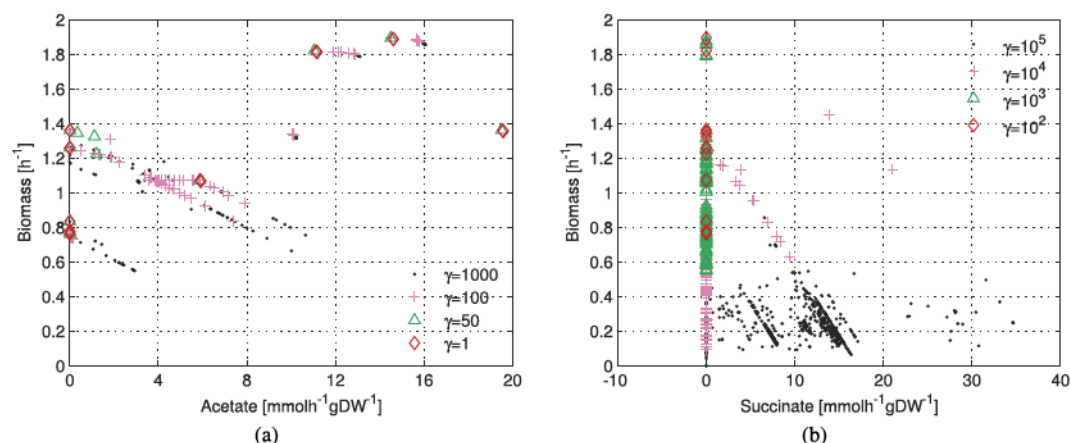 2
1.8
1.6
1.4
1.2
1
0.8
0.6
0.4
0.2
0
Biomass [h⁻¹]
0 4 8 12 16 20
Acetate [mmolh⁻¹gDW⁻¹]
γ=1000
γ=100
γ=50
γ=1
(a)
2
1.8
1.6
1.4
1.2
1
0.8
0.6
0.4
0.2
0
Biomass [h⁻¹]
-10 0 10 20 30 40
Succinate [mmolh⁻¹gDW⁻¹]
γ=10⁵
γ=10⁴
γ=10³
γ=10²
(b)